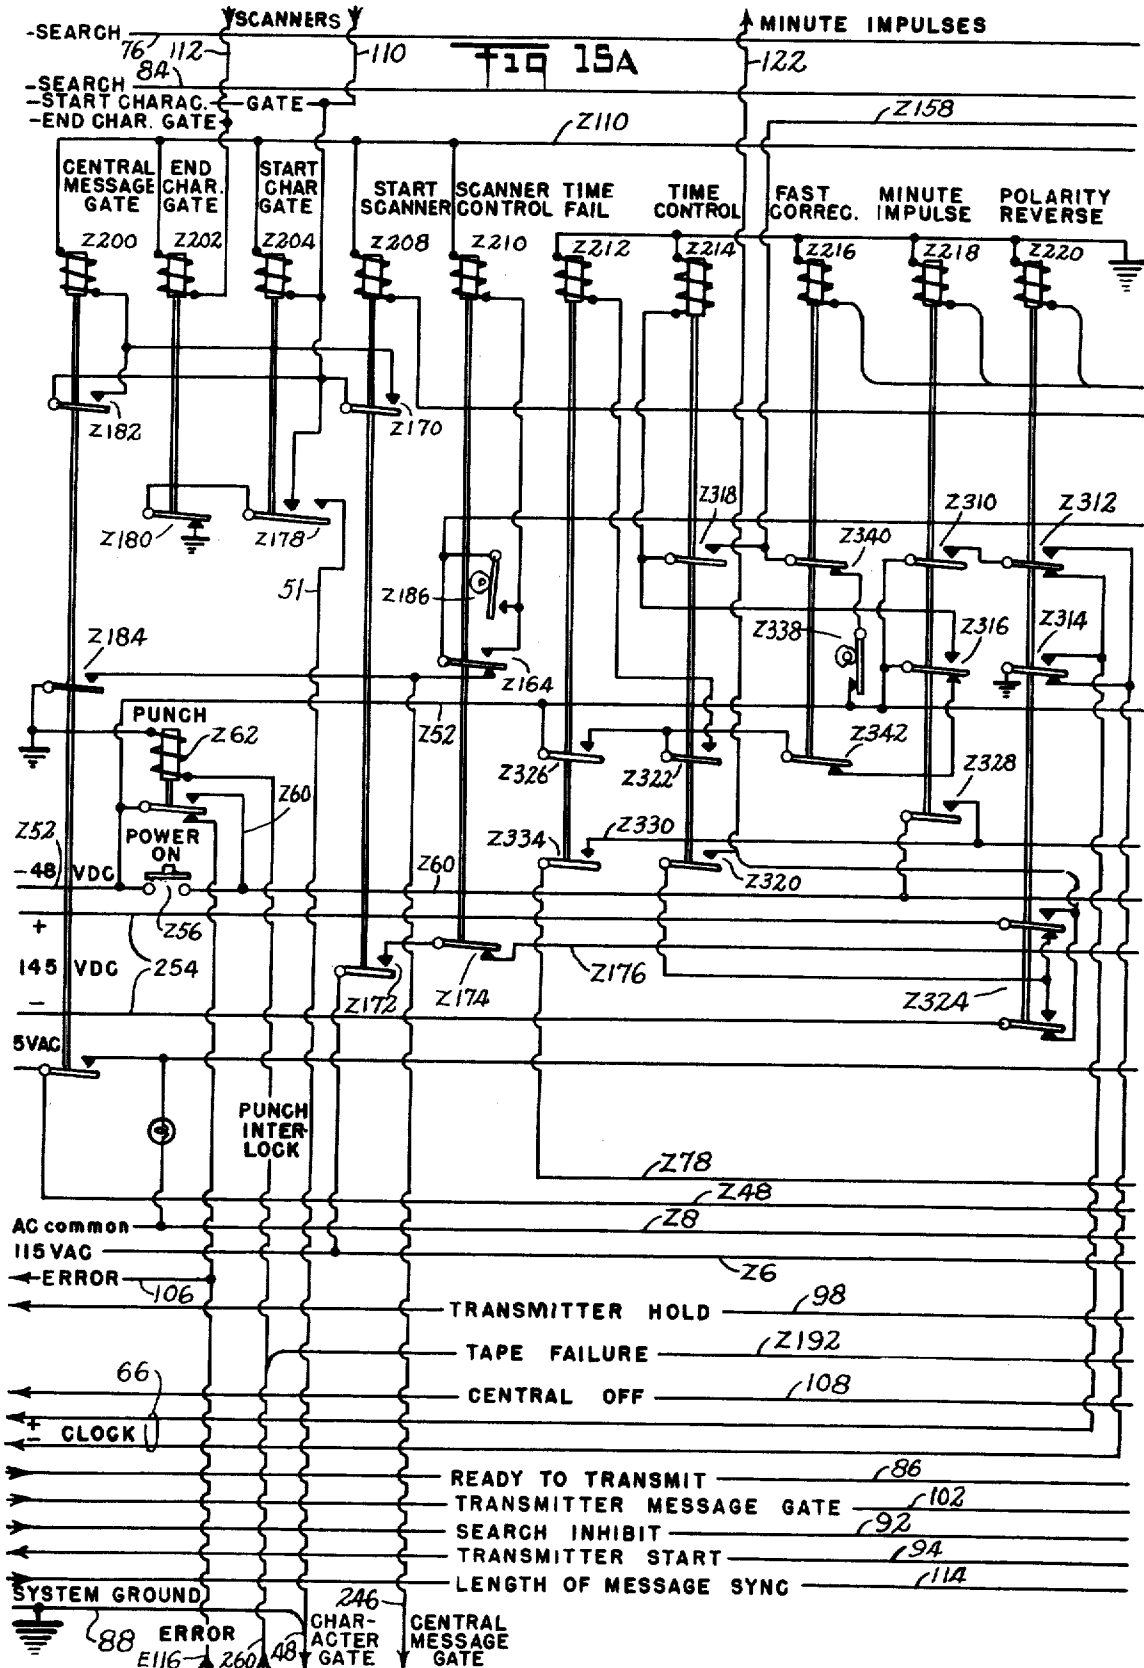 SCANNERS
MINUTE IMPULSES
-SEARCH
76
112
110
Fig 15A
122
84
-SEARCH
-START CHARAC. GATE
-END CHAR. GATE
Z158
Z110
CENTRAL MESSAGE GATE
END CHAR. GATE
START CHAR GATE
START SCANNER
SCANNER CONTROL
TIME FAIL
TIME CONTROL
FAST CORREC.
MINUTE IMPULSE
POLARITY REVERSE
Z200
Z202
Z204
Z208
Z210
Z212
Z214
Z216
Z218
Z220
Z182
Z170
Z180
Z178
Z318
Z310
Z312
Z340
51
Z186
Z338
Z316
Z314
Z184
Z164
PUNCH
Z62
Z52
Z326
Z322
Z342
Z328
Z60
Z52
POWER ON
Z334
Z330
-48 VDC
Z60
Z320
Z56
+
145 VDC
254
Z172
Z174
Z176
Z324
-
5VAC
PUNCH INTER-LOCK
Z78
Z48
AC common
Z8
115 VAC
Z6
ERROR
106
TRANSMITTER HOLD
98
TAPE FAILURE
Z192
66
CENTRAL OFF
108
+
- CLOCK
READY TO TRANSMIT
86
TRANSMITTER MESSAGE GATE
102
SEARCH INHIBIT
92
TRANSMITTER START
94
LENGTH OF MESSAGE SYNC
114
SYSTEM GROUND
246
88
ERROR
E116
260
48
CHAR-ACTER GATE
CENTRAL MESSAGE GATE